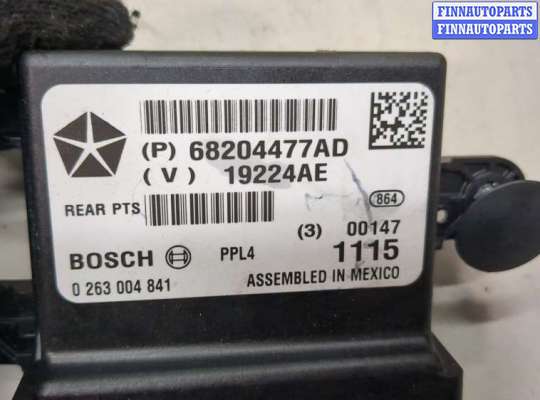 FINNAUTOPARTS
FINNAUTOPARTS
(P) 68204477AD
(V) 19224AE
REAR PTS
864
(3) 00147
BOSCH PPL4 1115
0 263 004 841 ASSEMBLED IN MEXICO